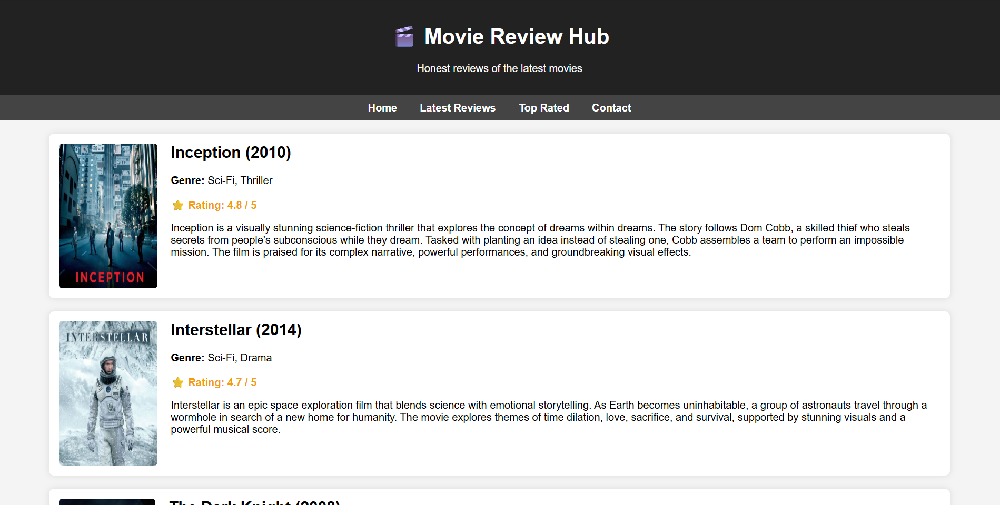 Movie Review Hub
Honest reviews of the latest movies
Home Latest Reviews Top Rated Contact
INCEPTION
Inception (2010)
Genre: Sci-Fi, Thriller
Rating: 4.8 / 5
Inception is a visually stunning science-fiction thriller that explores the concept of dreams within dreams. The story follows Dom Cobb, a skilled thief who steals
secrets from people's subconscious while they dream. Tasked with planting an idea instead of stealing one, Cobb assembles a team to perform an impossible
mission. The film is praised for its complex narrative, powerful performances, and groundbreaking visual effects.
INTERSTELLAR
Interstellar (2014)
Genre: Sci-Fi, Drama
Rating: 4.7 / 5
Interstellar is an epic space exploration film that blends science with emotional storytelling. As Earth becomes uninhabitable, a group of astronauts travel through a
wormhole in search of a new home for humanity. The movie explores themes of time dilation, love, sacrifice, and survival, supported by stunning visuals and a
powerful musical score.
The Dark Knight (2008)